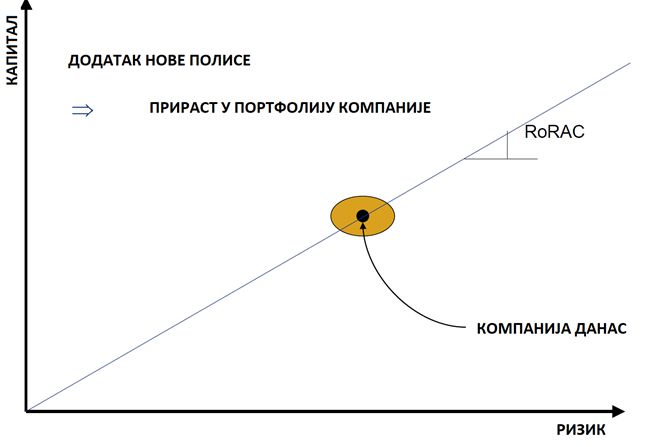 КАПИТАЛ
ДОДАТАК НОВЕ ПОЛИСЕ
⇒ ПРИРАСТ У ПОРТФОЛИЈУ КОМПАНИЈЕ
RoRAC
КОМПАНИЈА ДАНАС
РИЗИК